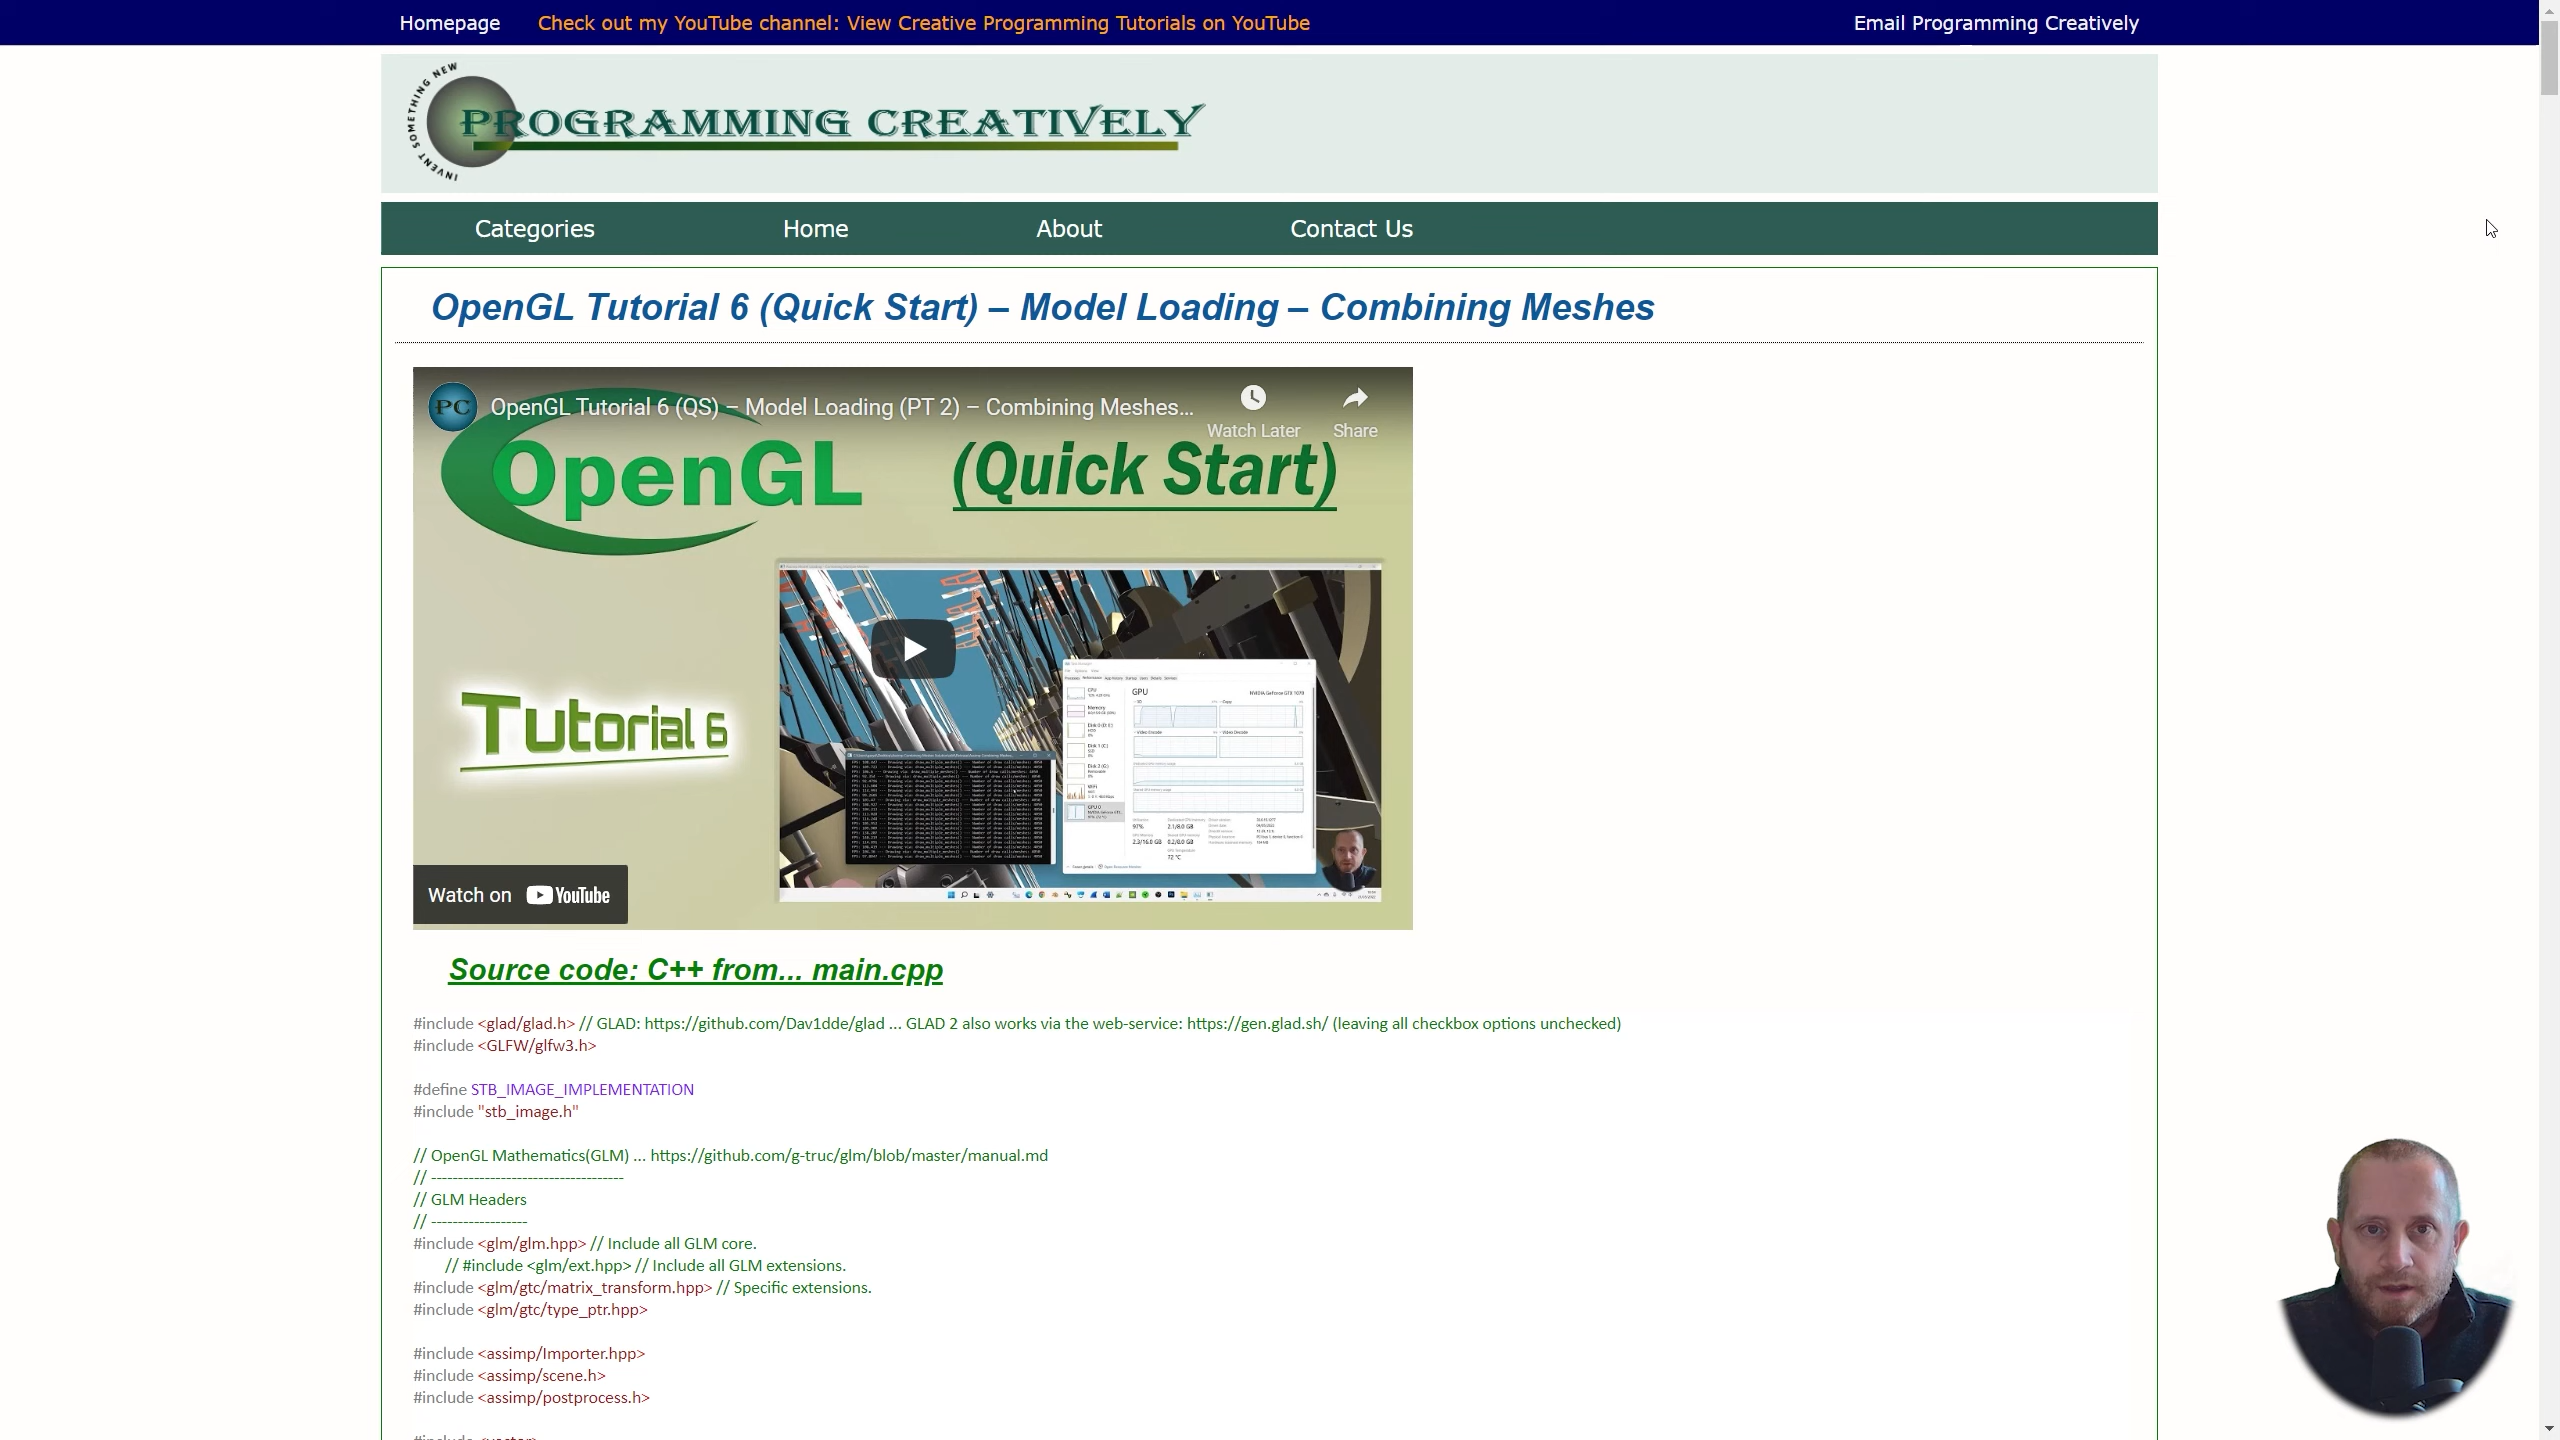 Homepage
Check out my YouTube channel: View Creative Programming Tutorials on YouTube
Email Programming Creatively
INVENT SOMETHING NEW
PROGRAMMING CREATIVELY
Categories
Home
About
Contact Us
OpenGL Tutorial 6 (Quick Start) – Model Loading – Combining Meshes
PC
OpenGL Tutorial 6 (QS) – Model Loading (PT 2) – Combining Meshes...
Watch Later
Share
OpenGL
(Quick Start)
Tutorial 6
GPU
Watch on YouTube
Source code: C++ from... main.cpp
#include <glad/glad.h> // GLAD: https://github.com/Dav1dde/glad ... GLAD 2 also works via the web-service: https://gen.glad.sh/ (leaving all checkbox options unchecked)
#include <GLFW/glfw3.h>
#define STB_IMAGE_IMPLEMENTATION
#include "stb_image.h"
// OpenGL Mathematics(GLM) ... https://github.com/g-truc/glm/blob/master/manual.md
// ------------------------------------
// GLM Headers
// ------------------
#include <glm/glm.hpp> // Include all GLM core.
// #include <glm/ext.hpp> // Include all GLM extensions.
#include <glm/gtc/matrix_transform.hpp> // Specific extensions.
#include <glm/gtc/type_ptr.hpp>
#include <assimp/Importer.hpp>
#include <assimp/scene.h>
#include <assimp/postprocess.h>
#include <vector>